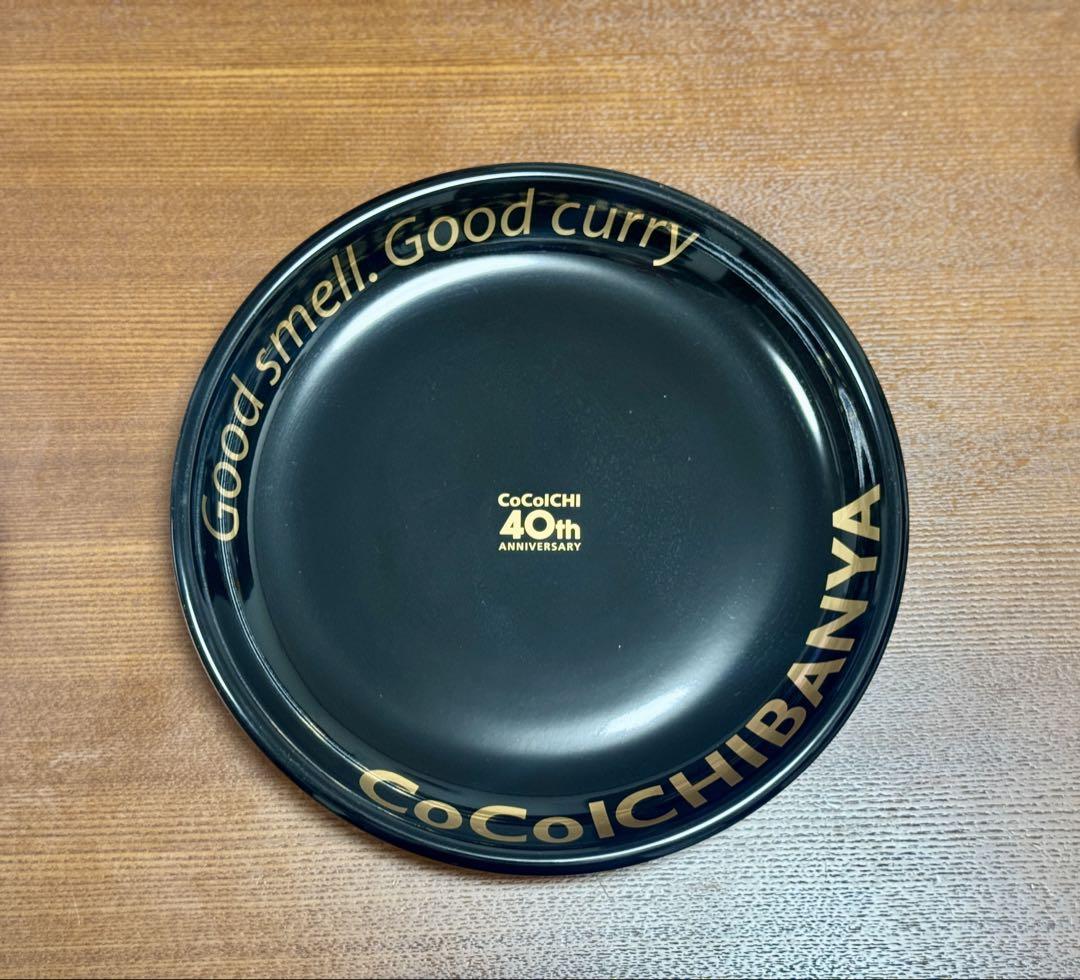 Good smell. Good curry
CoCoICHI
40th
ANNIVERSARY
CoCoICHIBANYA